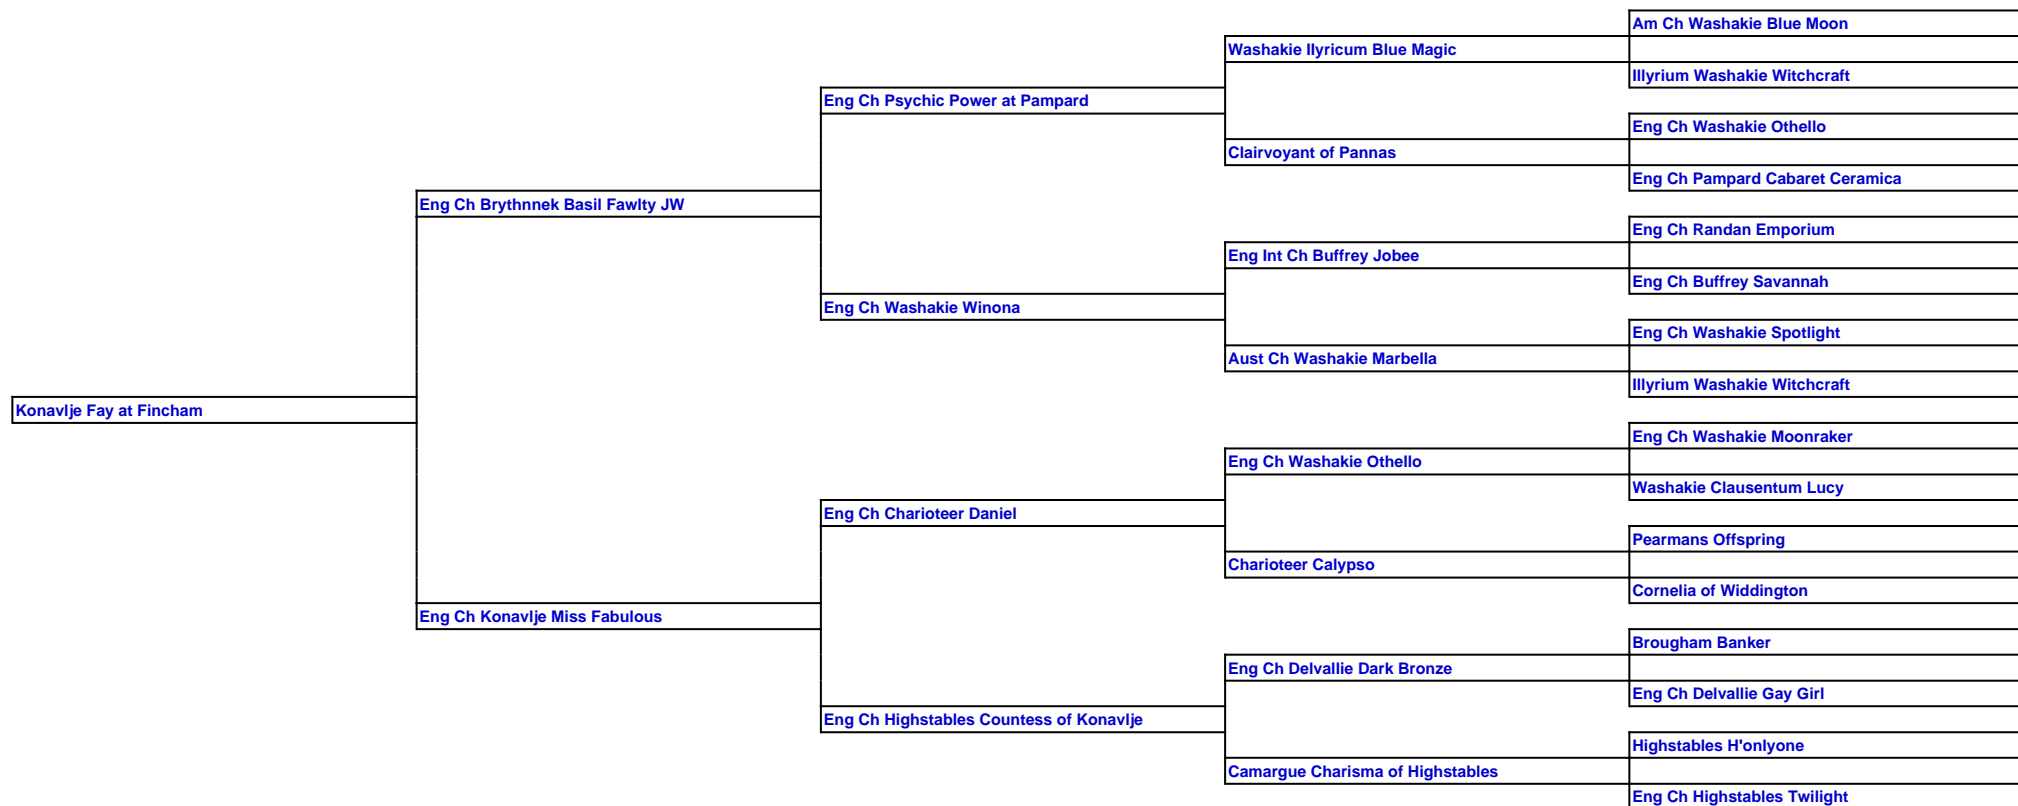 Am Ch Washakie Blue Moon
Washakie Ilyricum Blue Magic
Illyrium Washakie Witchcraft
Eng Ch Psychic Power at Pampard
Eng Ch Washakie Othello
Clairvoyant of Pannas
Eng Ch Pampard Cabaret Ceramica
Eng Ch Brythnnek Basil Fawlty JW
Eng Ch Randan Emporium
Eng Int Ch Buffrey Jobee
Eng Ch Buffrey Savannah
Eng Ch Washakie Winona
Eng Ch Washakie Spotlight
Aust Ch Washakie Marbella
Illyrium Washakie Witchcraft
Konavlje Fay at Fincham
Eng Ch Washakie Moonraker
Eng Ch Washakie Othello
Washakie Clausentum Lucy
Eng Ch Charioteer Daniel
Pearmans Offspring
Charioteer Calypso
Cornelia of Widdington
Eng Ch Konavlje Miss Fabulous
Brougham Banker
Eng Ch Delvallie Dark Bronze
Eng Ch Delvallie Gay Girl
Eng Ch Highstables Countess of Konavlje
Highstables H'onlyone
Camargue Charisma of Highstables
Eng Ch Highstables Twilight